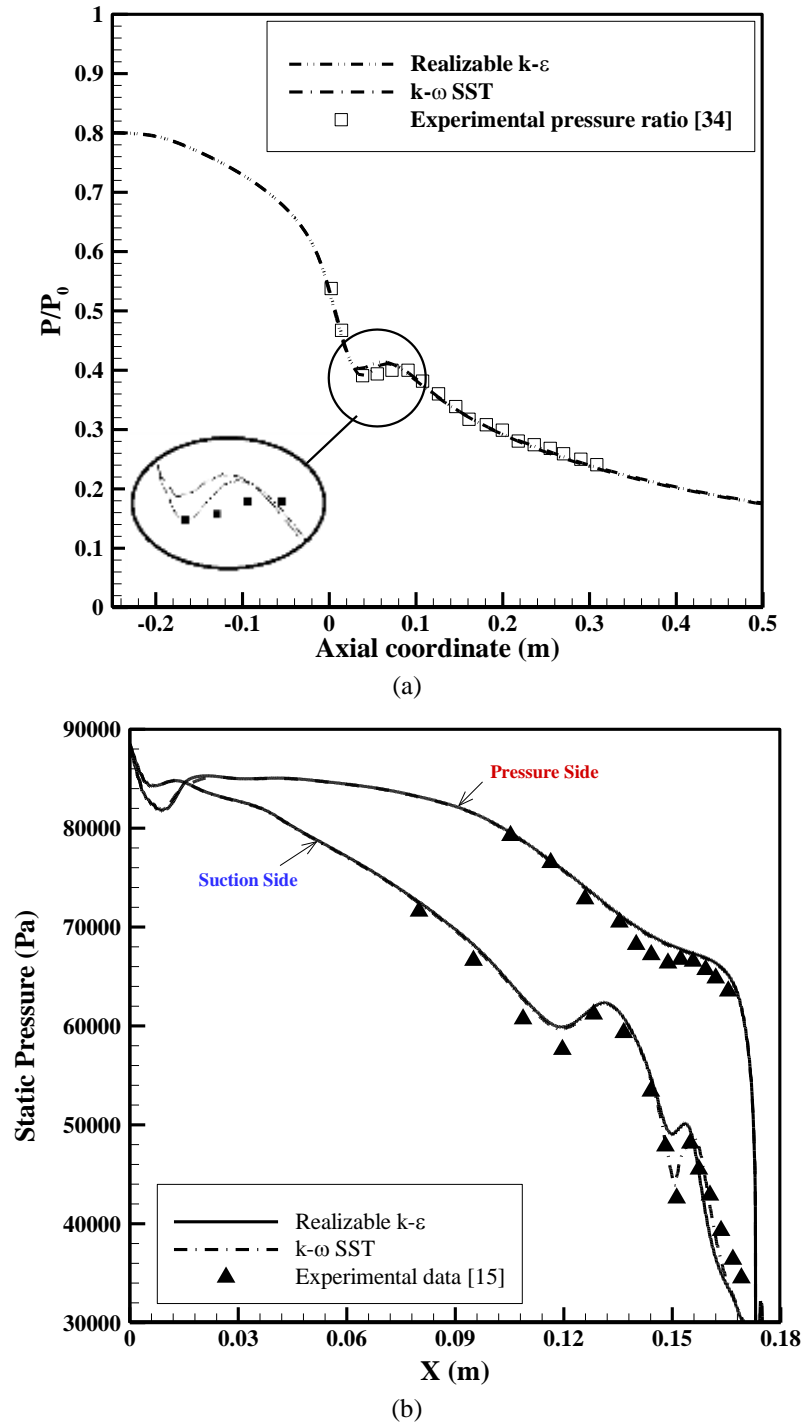 1
0.9
0.8
0.7
0.6
0.5
0.4
0.3
0.2
0.1
0
P/P0
Realizable k-ε
k-ω SST
Experimental pressure ratio [34]
-0.2 -0.1 0 0.1 0.2 0.3 0.4 0.5
Axial coordinate (m)
(a)
90000
80000
70000
60000
50000
40000
30000
Static Pressure (Pa)
Pressure Side
Suction Side
Realizable k-ε
k-ω SST
Experimental data [15]
0 0.03 0.06 0.09 0.12 0.15 0.18
X (m)
(b)